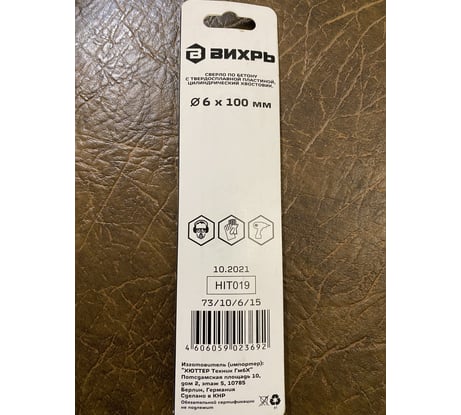 ВИХРЬ
СВЕРЛО ПО БЕТОНУ
С ТВЕРДОСПЛАВНОЙ ПЛАСТИНОЙ,
ЦИЛИНДРИЧЕСКИЙ ХВОСТОВИК.
Ø 6 х 100 мм
10.2021
HIT019
73/10/6/15
4 606059 023692
Изготовитель (импортер):
"ХЮТТЕР Техник ГмбХ"
Потсдамская площадь 10,
дом 2, этаж 5, 10785
Берлин, Германия
Сделано в КНР
Обязательной сертификации
не подлежит